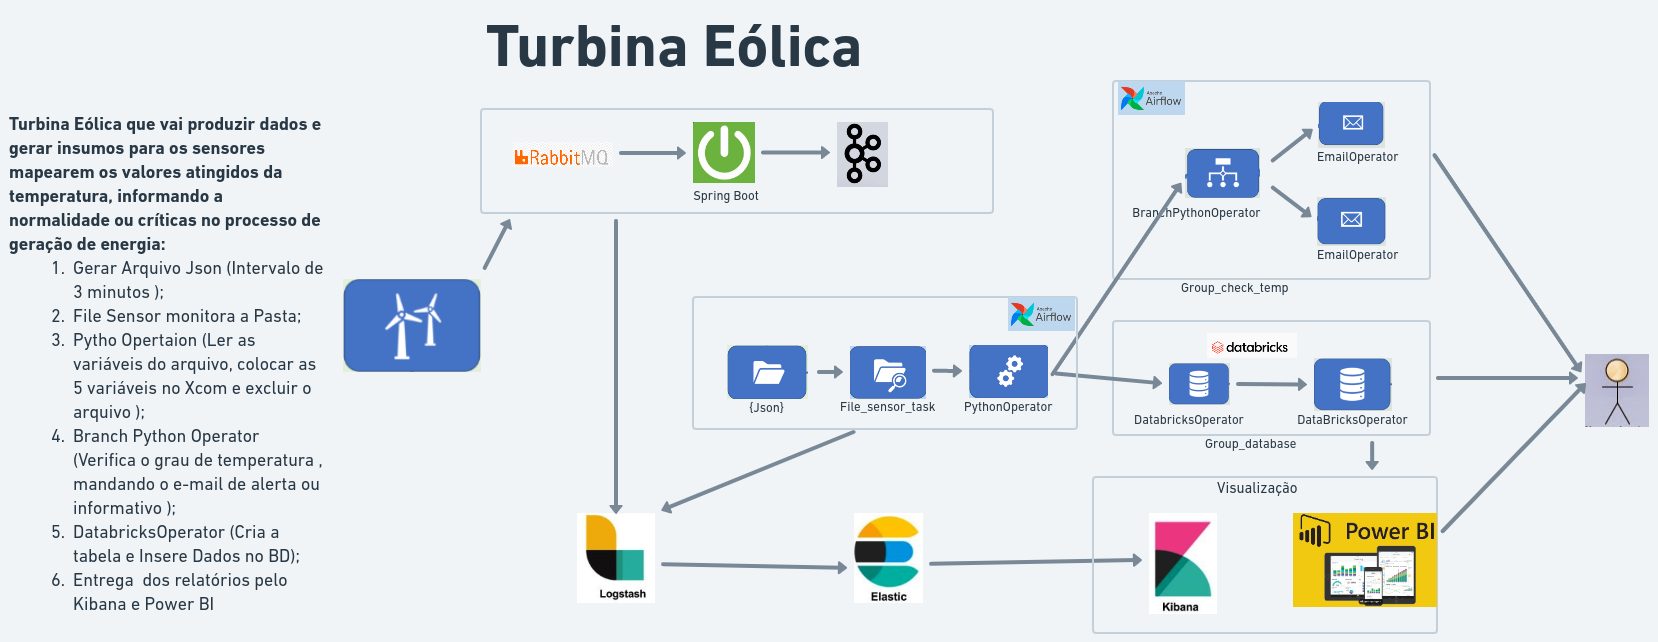 Turbina Eólica
Turbina Eólica que vai produzir dados e
gerar insumos para os sensores
mapearem os valores atingidos da
temperatura, informando a
normalidade ou críticas no processo de
geração de energia:
1. Gerar Arquivo Json (Intervalo de
3 minutos );
2. File Sensor monitora a Pasta;
3. Pytho Opertaion (Ler as
variáveis do arquivo, colocar as
5 variáveis no Xcom e excluir o
arquivo );
4. Branch Python Operator
(Verifica o grau de temperatura ,
mandando o e-mail de alerta ou
informativo );
5. DatabricksOperator (Cria a
tabela e Insere Dados no BD);
6. Entrega dos relatórios pelo
Kibana e Power BI
RabbitMQ
Spring Boot
Apache
Airflow
{Json}
File_sensor_task
PythonOperator
Apache
Airflow
BranchPythonOperator
EmailOperator
EmailOperator
Group_check_temp
databricks
DatabricksOperator
DataBricksOperator
Group_database
Visualização
Logstash
Elastic
Kibana
Power BI